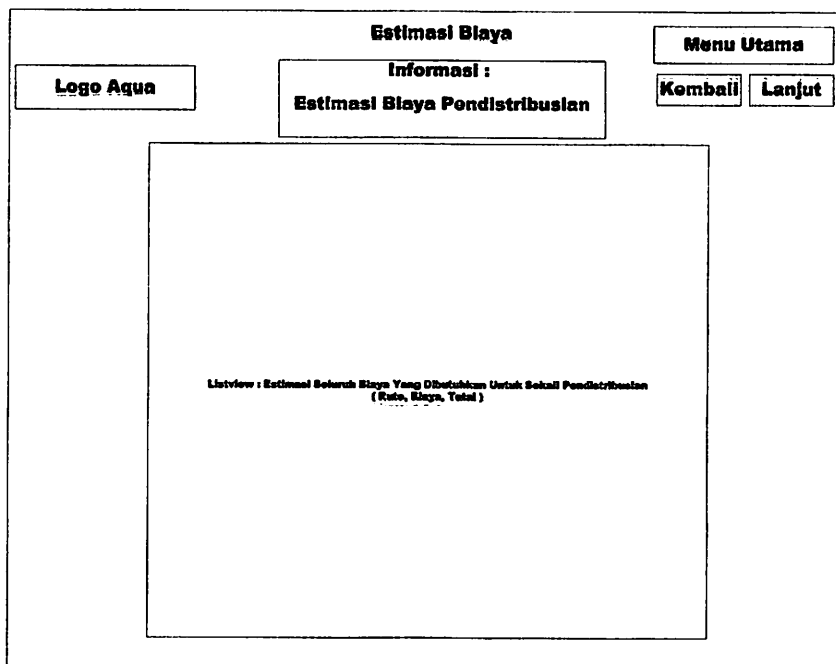 Estimasi Biaya
Menu Utama
Logo Aqua
Informasi :
Estimasi Biaya Pendistribusian
Kembali
Lanjut
Listview : Estimasi Seluruh Biaya Yang Dibutuhkan Untuk Sekali Pendistribusian
( Rute, Biaya, Total )